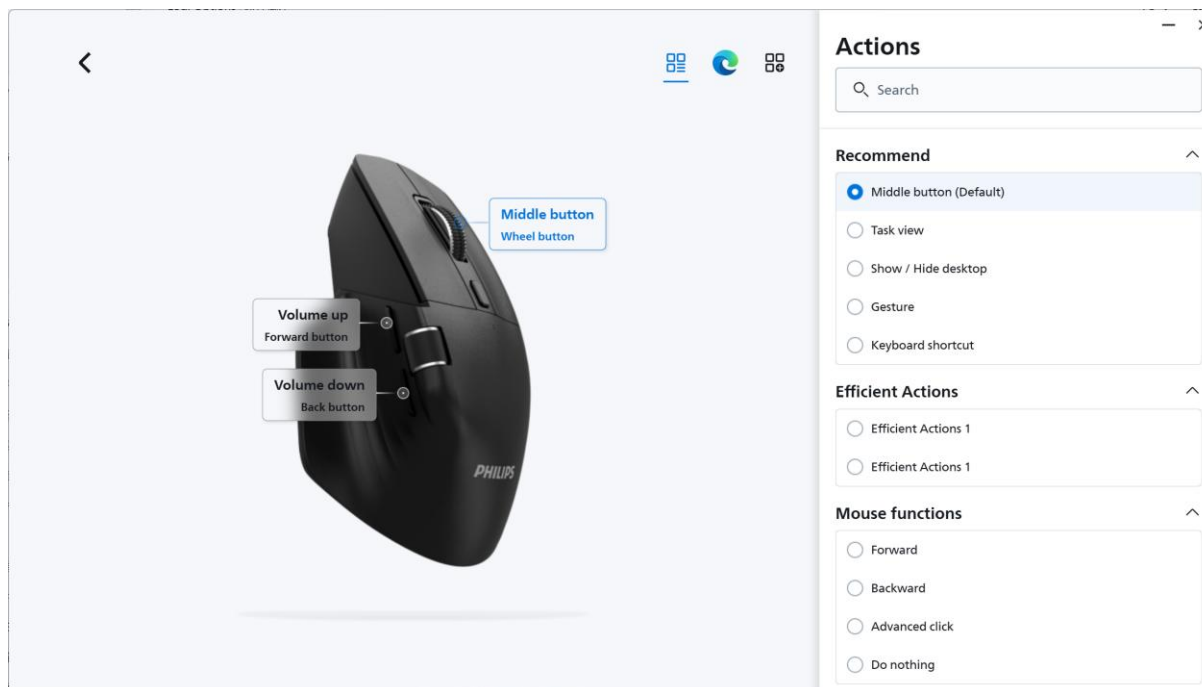 Actions
Search
Recommend
Middle button (Default)
Task view
Show / Hide desktop
Gesture
Keyboard shortcut
Efficient Actions
Efficient Actions 1
Efficient Actions 1
Mouse functions
Forward
Backward
Advanced click
Do nothing
Middle button
Wheel button
Volume up
Forward button
Volume down
Back button
PHILIPS